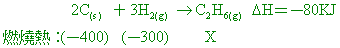 2C(s) + 3H2(g) → C2H6(g) ΔH=−80KJ
燃燒熱：(−400) (−300) X